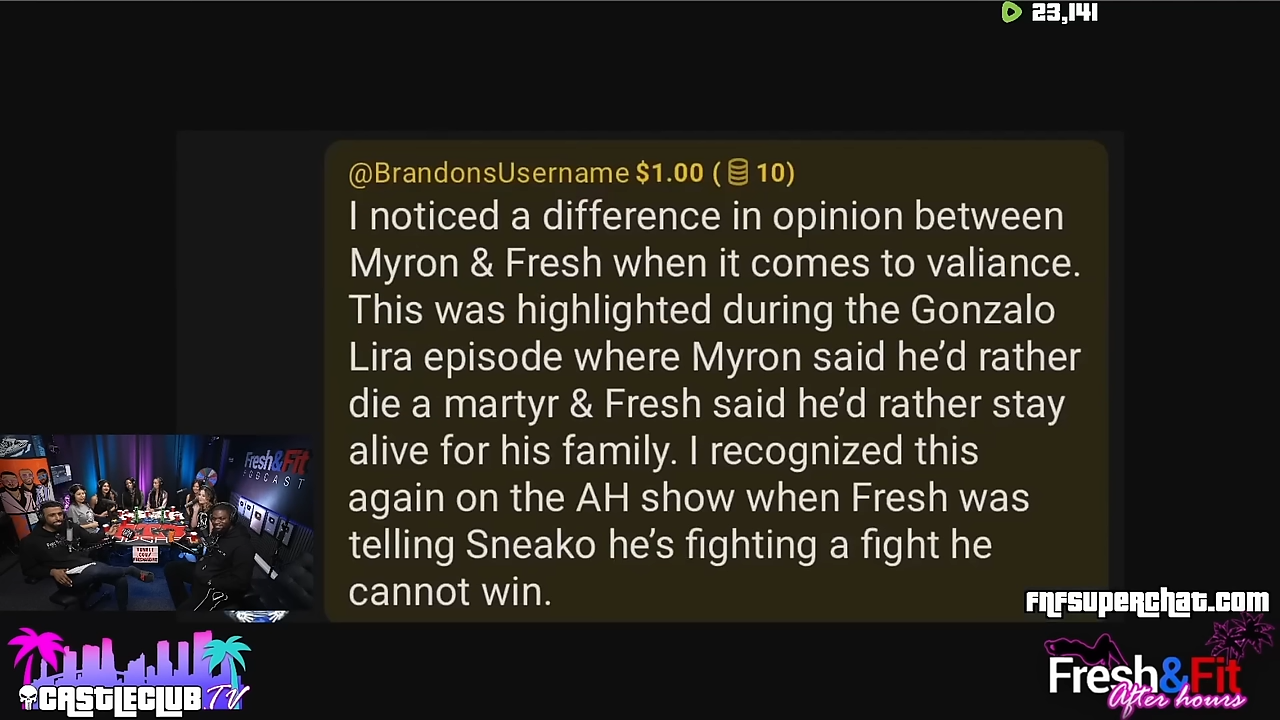 23,141
@BrandonsUsername $1.00 ( 10)
I noticed a difference in opinion between
Myron & Fresh when it comes to valiance.
This was highlighted during the Gonzalo
Lira episode where Myron said he’d rather
die a martyr & Fresh said he’d rather stay
alive for his family. I recognized this
again on the AH show when Fresh was
telling Sneako he’s fighting a fight he
cannot win.
Fresh&Fit
PODCAST
FNFSUPERCHAT.COM
CASTLECLUB TV
Fresh&Fit
After hours